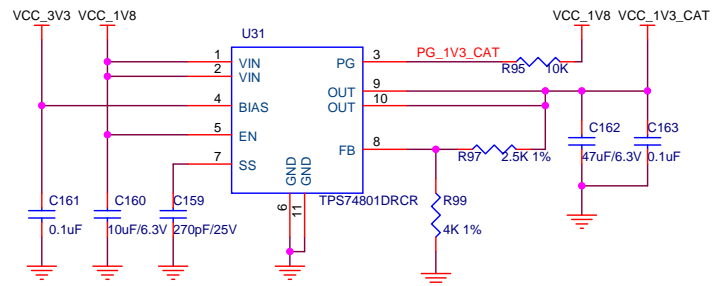 VCC_3V3 VCC_1V8 VCC_1V8 VCC_1V3_CAT
U31
1 VIN PG 3 PG_1V3_CAT
2 VIN
R95 10K
OUT 9
4 BIAS OUT 10
5 EN
C162 C163
FB 8
R97 2.5K 1% 47uF/6.3V 0.1uF
7 SS
GND GND
TPS74801DRCR
C161 C160 C159 6 11 R99
0.1uF 10uF/6.3V 270pF/25V 4K 1%